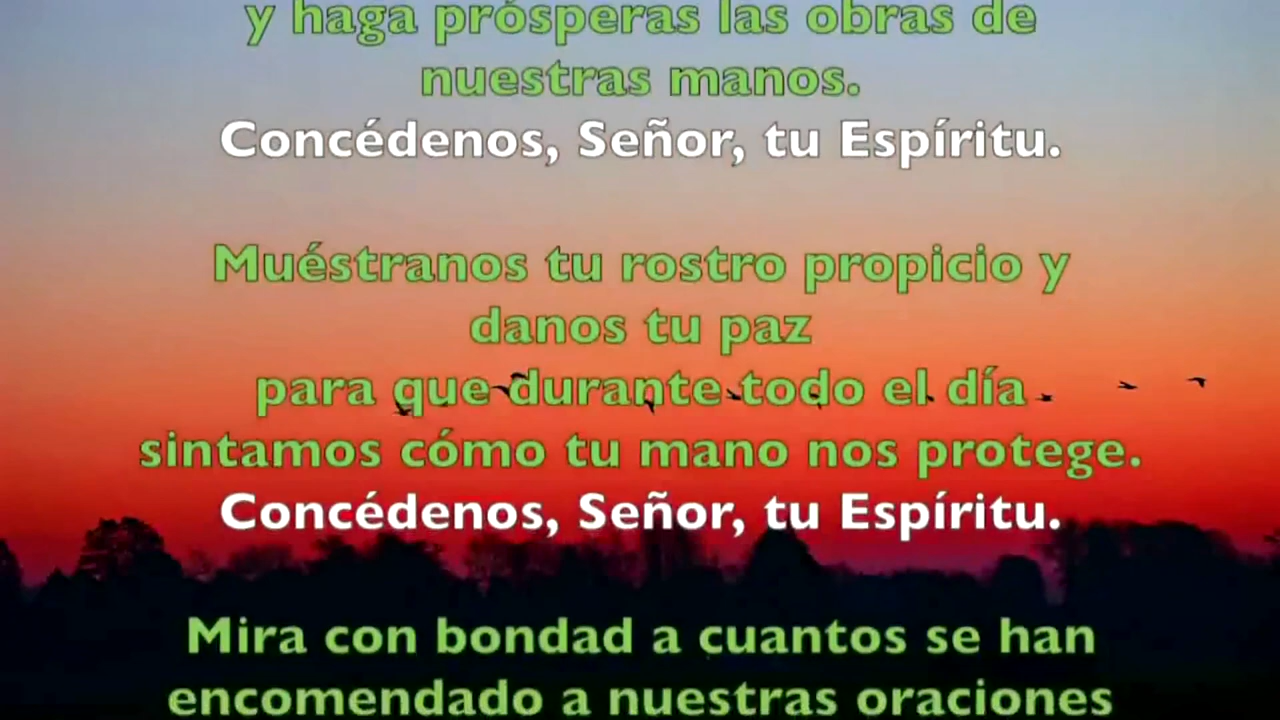 y haga prósperas las obras de
nuestras manos.
Concédenos, Señor, tu Espíritu.
Muéstranos tu rostro propicio y
danos tu paz
para que durante todo el día
sintamos cómo tu mano nos protege.
Concédenos, Señor, tu Espíritu.
Mira con bondad a cuantos se han
encomendado a nuestras oraciones